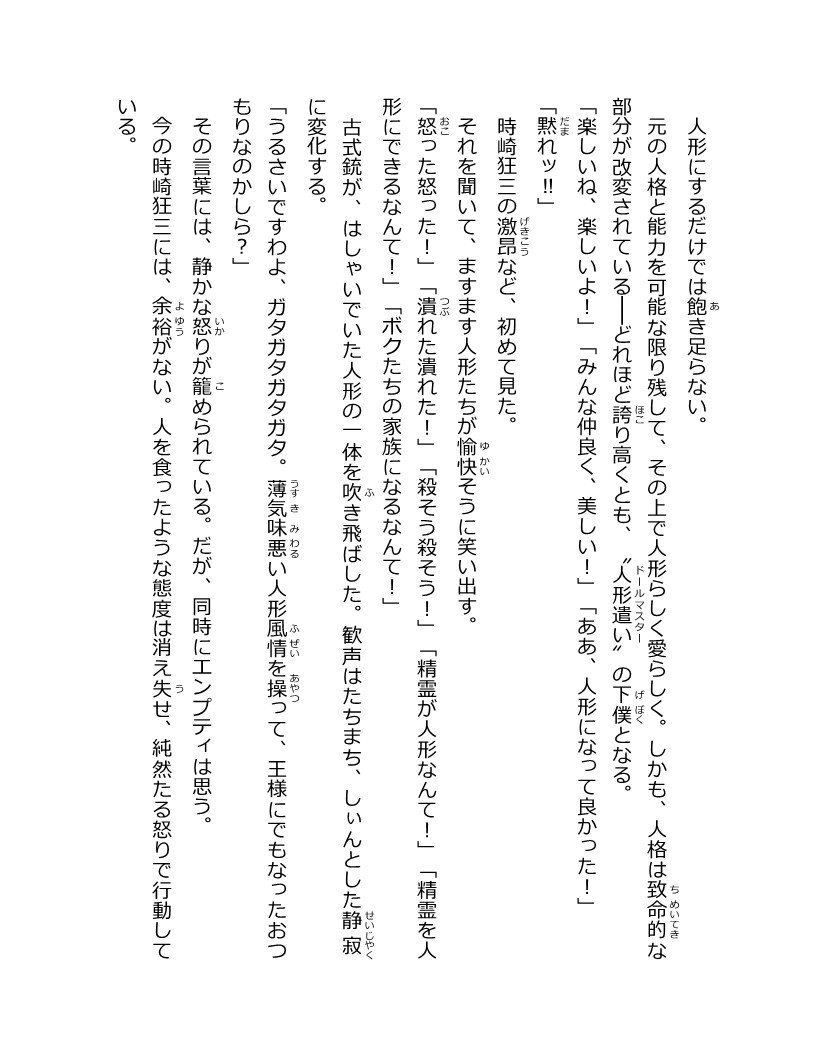 人形にするだけでは飽き足らない。
元の人格と能力を可能な限り残して、その上で人形らしく愛らしく。しかも、人格は致命的な
部分が改変されている──どれほど誇り高くとも、〝人形遣い〟の下僕となる。
「楽しいね、楽しいよ！」「みんな仲良く、美しい！」「ああ、人形になって良かった！」
「黙れッ‼」
時崎狂三の激昂など、初めて見た。
それを聞いて、ますます人形たちが愉快そうに笑い出す。
「怒った怒った！」「潰れた潰れた！」「殺そう殺そう！」「精霊が人形なんて！」「精霊を人
形にできるなんて！」「ボクたちの家族になるなんて！」
古式銃が、はしゃいでいた人形の一体を吹き飛ばした。歓声はたちまち、しぃんとした静寂
に変化する。
「うるさいですわよ、ガタガタガタガタ。薄気味悪い人形風情を操って、王様にでもなったおつ
もりなのかしら？」
その言葉には、静かな怒りが籠められている。だが、同時にエンプティは思う。
今の時崎狂三には、余裕がない。人を食ったような態度は消え失せ、純然たる怒りで行動して
いる。